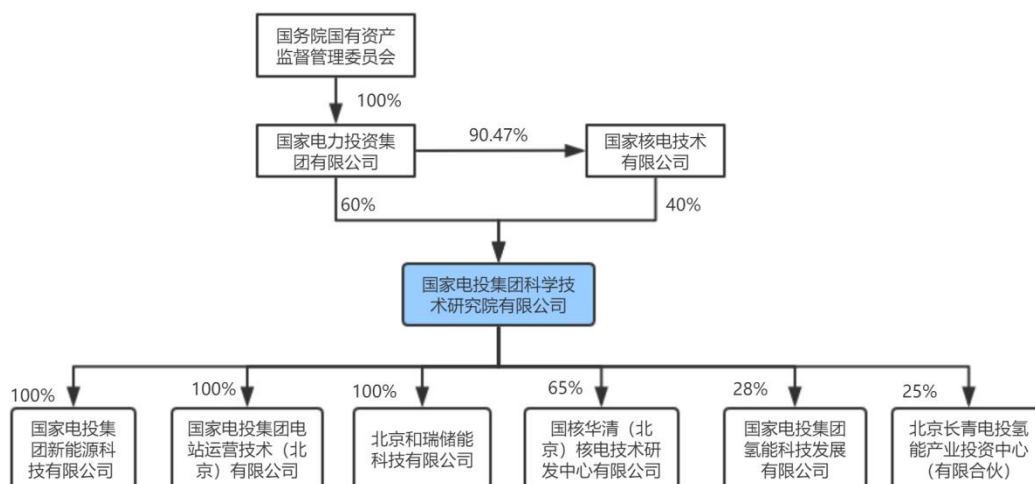 国务院国有资产
监督管理委员会
100%
国家电力投资集
团有限公司
90.47%
国家核电技术
有限公司
60%
40%
国家电投集团科学技
术研究院有限公司
100%
100%
100%
65%
28%
25%
国家电投集
团新能源科
技有限公司
国家电投集团电
站运营技术（北
京）有限公司
北京和瑞储能
科技有限公司
国核华清（北
京）核电技术研
发中心有限公司
国家电投集团
氢能科技发展
有限公司
北京长青电投氢
能产业投资中心
（有限合伙）